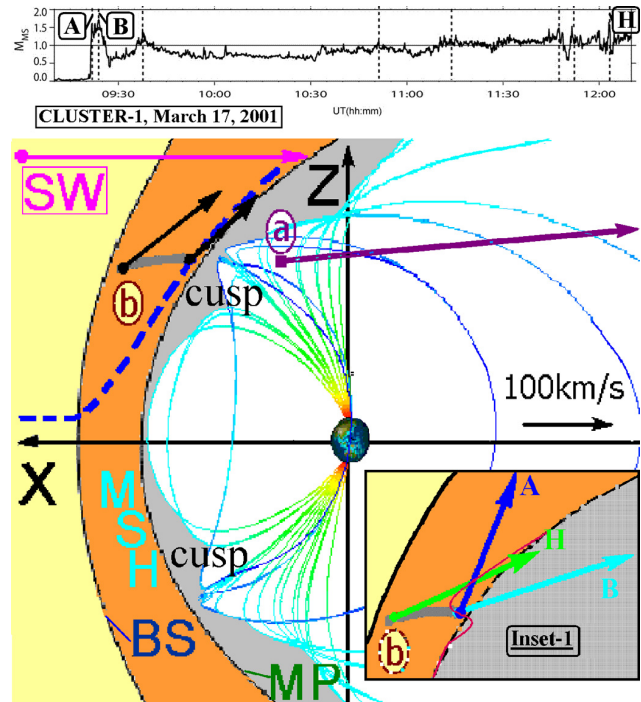 A B H
M_MS
2.0
1.5
1.0
0.5
0.0
09:30 10:00 10:30 11:00 11:30 12:00
UT(hh:mm)
CLUSTER-1, March 17, 2001
SW
Z
a
b
cusp
100km/s
X
M
S
H
cusp
BS
MP
A
H
B
b
Inset-1